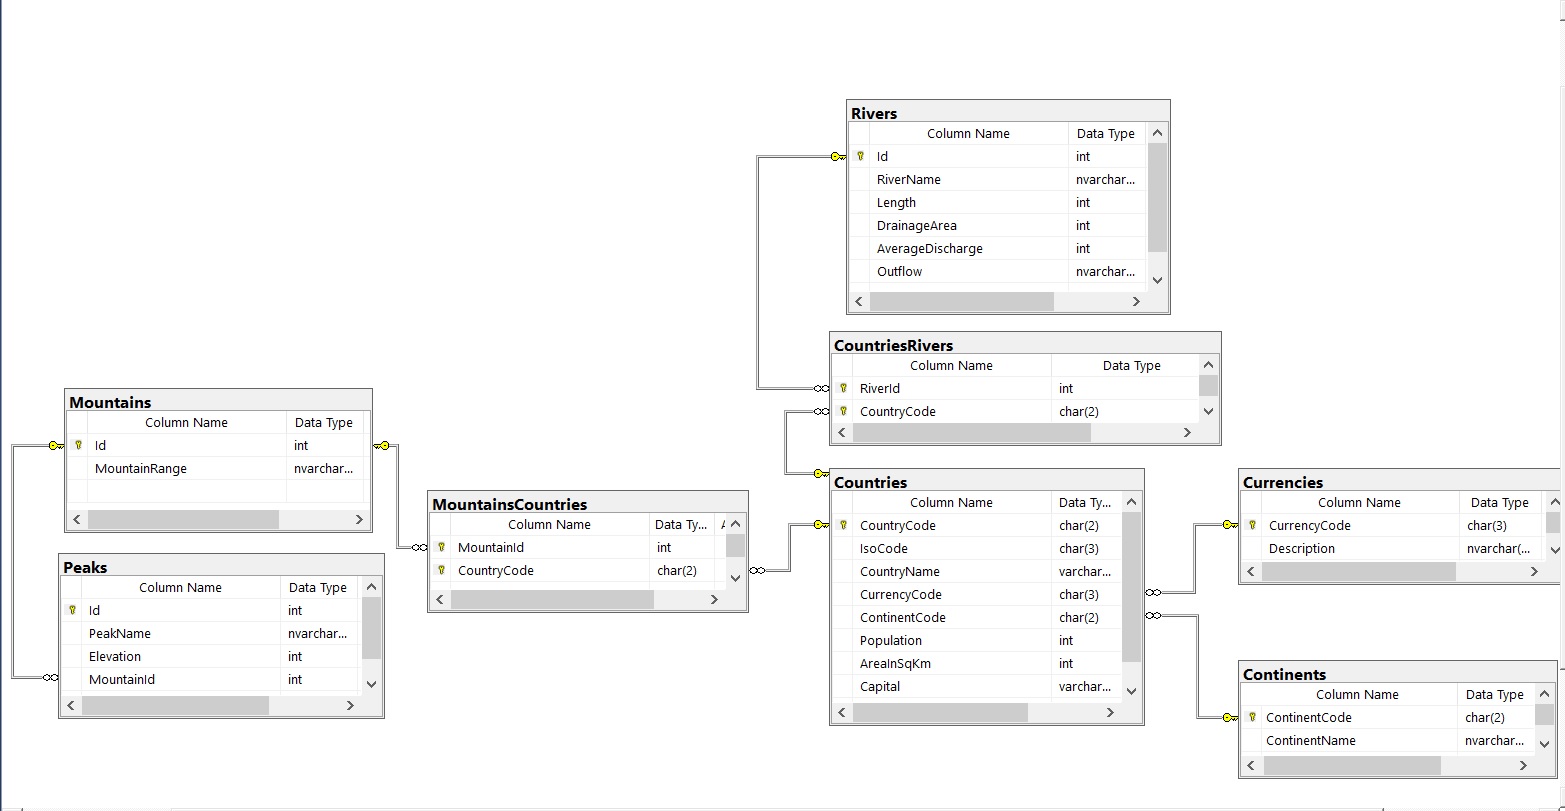 Rivers
Column Name Data Type
Id int
RiverName nvarchar...
Length int
DrainageArea int
AverageDischarge int
Outflow nvarchar...
CountriesRivers
Column Name Data Type
RiverId int
CountryCode char(2)
Mountains
Column Name Data Type
Id int
MountainRange nvarchar...
Peaks
Column Name Data Type
Id int
PeakName nvarchar...
Elevation int
MountainId int
MountainsCountries
Column Name Data Ty...
MountainId int
CountryCode char(2)
Countries
Column Name Data Ty...
CountryCode char(2)
IsoCode char(3)
CountryName varchar...
CurrencyCode char(3)
ContinentCode char(2)
Population int
AreaInSqKm int
Capital varchar...
Currencies
Column Name Data Type
CurrencyCode char(3)
Description nvarchar(...
Continents
Column Name Data Type
ContinentCode char(2)
ContinentName nvarchar...